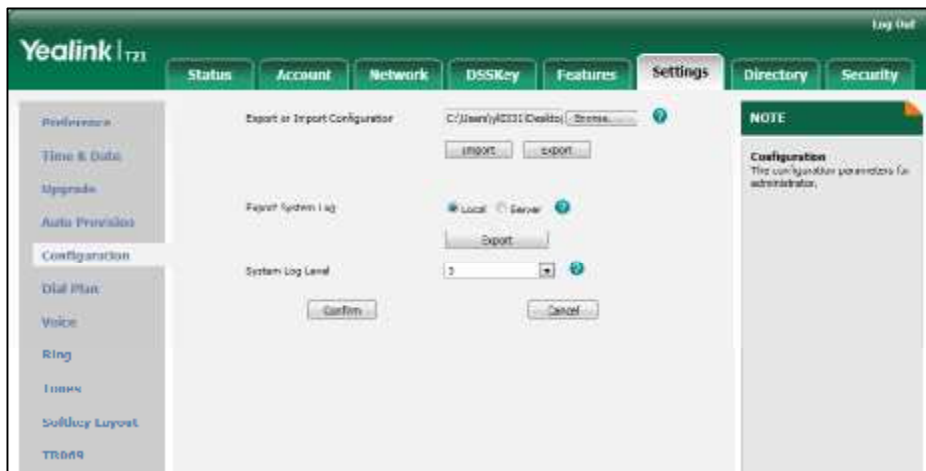 Log Out
Yealink | T21
Status Account Network DSSKey Features Settings Directory Security
Preference
Time & Date
Upgrade
Auto Provision
Configuration
Dial Plan
Voice
Ring
Tones
Softkey Layout
TR069
Export or Import Configuration Browse...
Import Export
Export System Log Local Server
Export
System Log Level 3
Confirm Cancel
NOTE
Configuration
The configuration parameters for
administrator.